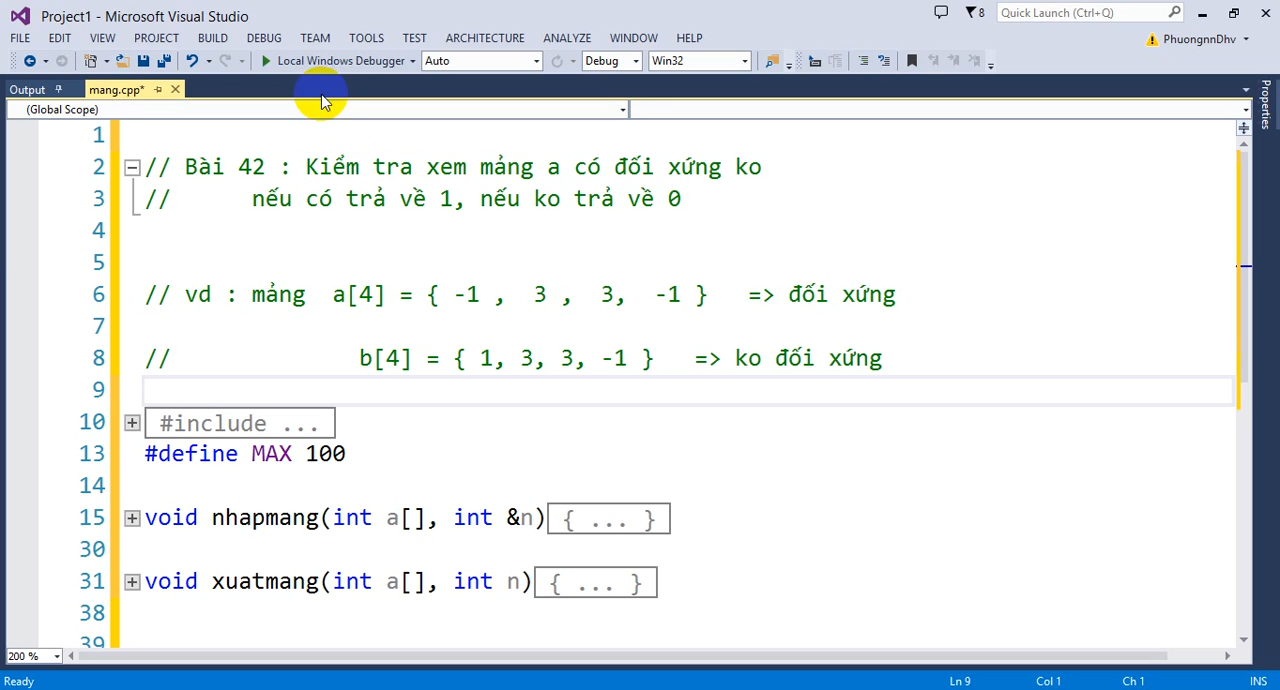 Project1 - Microsoft Visual Studio
8
Quick Launch (Ctrl+Q)
FILE EDIT VIEW PROJECT BUILD DEBUG TEAM TOOLS TEST ARCHITECTURE ANALYZE WINDOW HELP
PhuongnnDhv
Local Windows Debugger Auto Debug Win32
Output mang.cpp*
Properties
(Global Scope)
1
2 // Bài 42 : Kiểm tra xem mảng a có đối xứng ko
3 // nếu có trả về 1, nếu ko trả về 0
4
5
6 // vd : mảng a[4] = { -1 , 3 , 3, -1 } => đối xứng
7
8 // b[4] = { 1, 3, 3, -1 } => ko đối xứng
9
10 #include ...
13 #define MAX 100
14
15 void nhapmang(int a[], int &n){ ... }
30
31 void xuatmang(int a[], int n){ ... }
38
39
200 %
Ready Ln 9 Col 1 Ch 1 INS